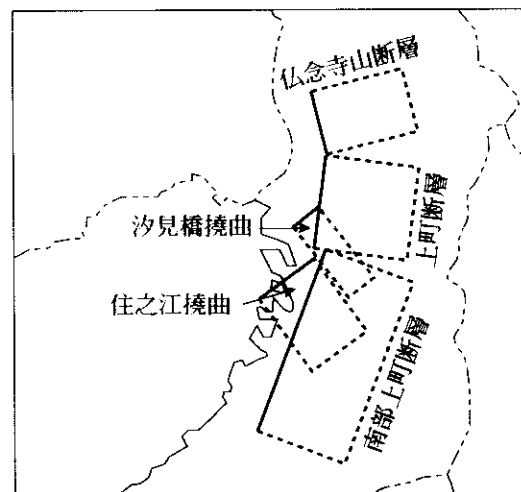 仏念寺山断層
汐見橋撓曲
上町断層
住之江撓曲
南部上町断層